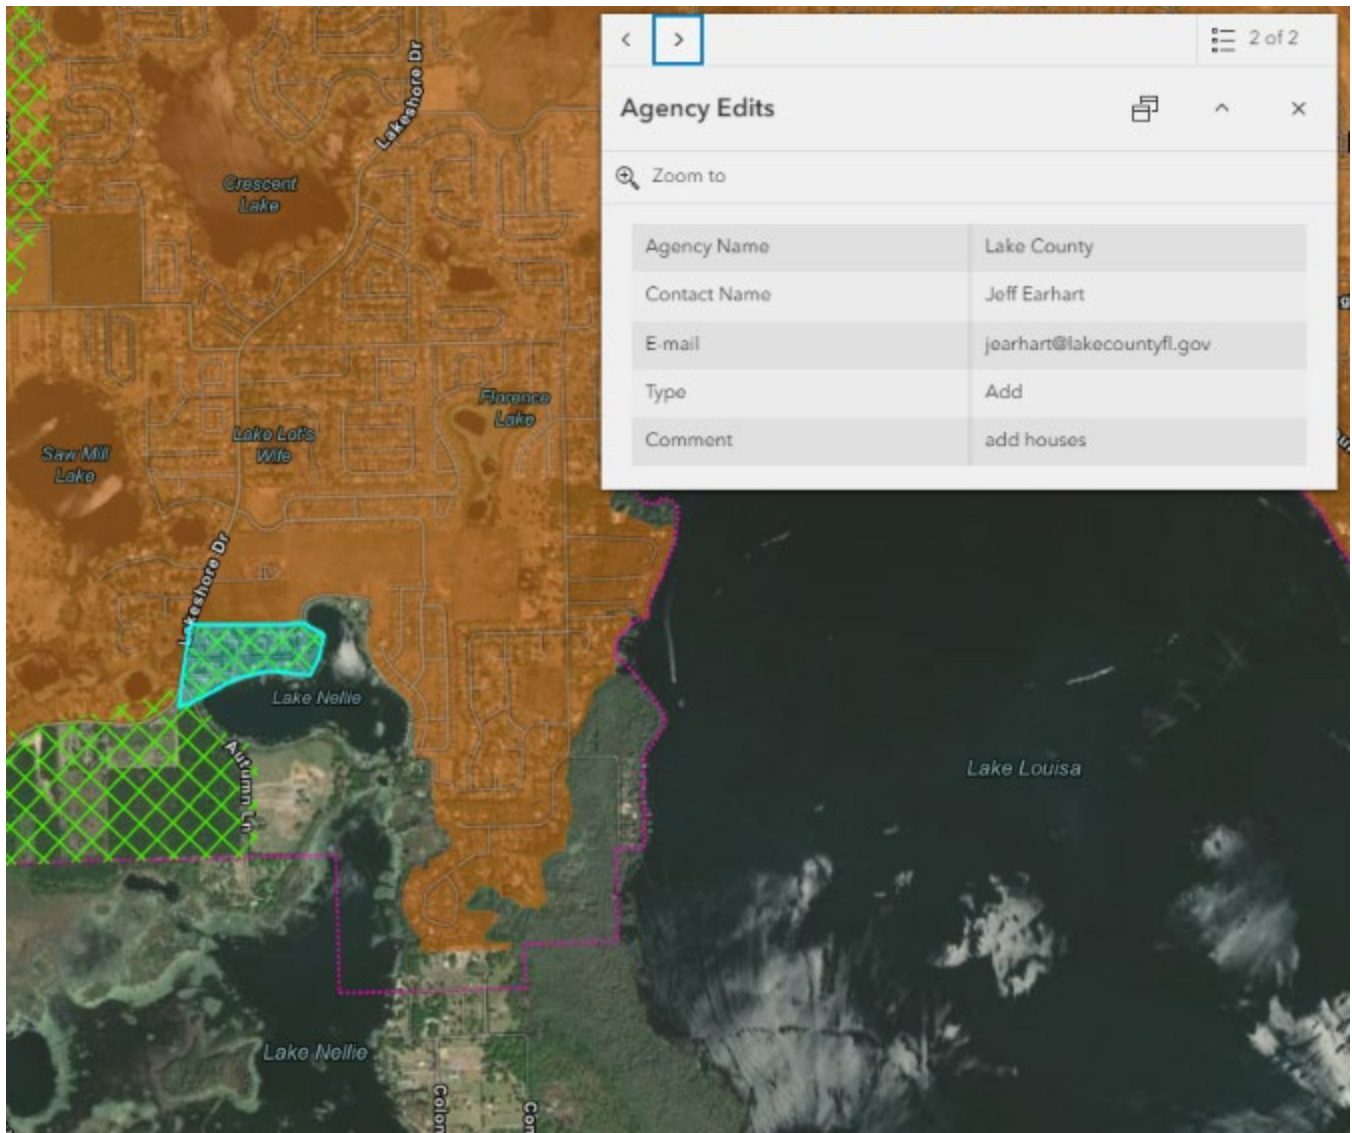 2 of 2
Agency Edits
Zoom to
Agency Name Lake County
Contact Name Jeff Earhart
E-mail jearhart@lakecountyfl.gov
Type Add
Comment add houses
Lakeshore Dr
Crescent
Lake
Florence
Lake
Lake Lot's
Wife
Saw Mill
Lake
Lakeshore Dr
Lake Nellie
Autumn Ln
Lake Louisa
Lake Nellie
Colon
Con